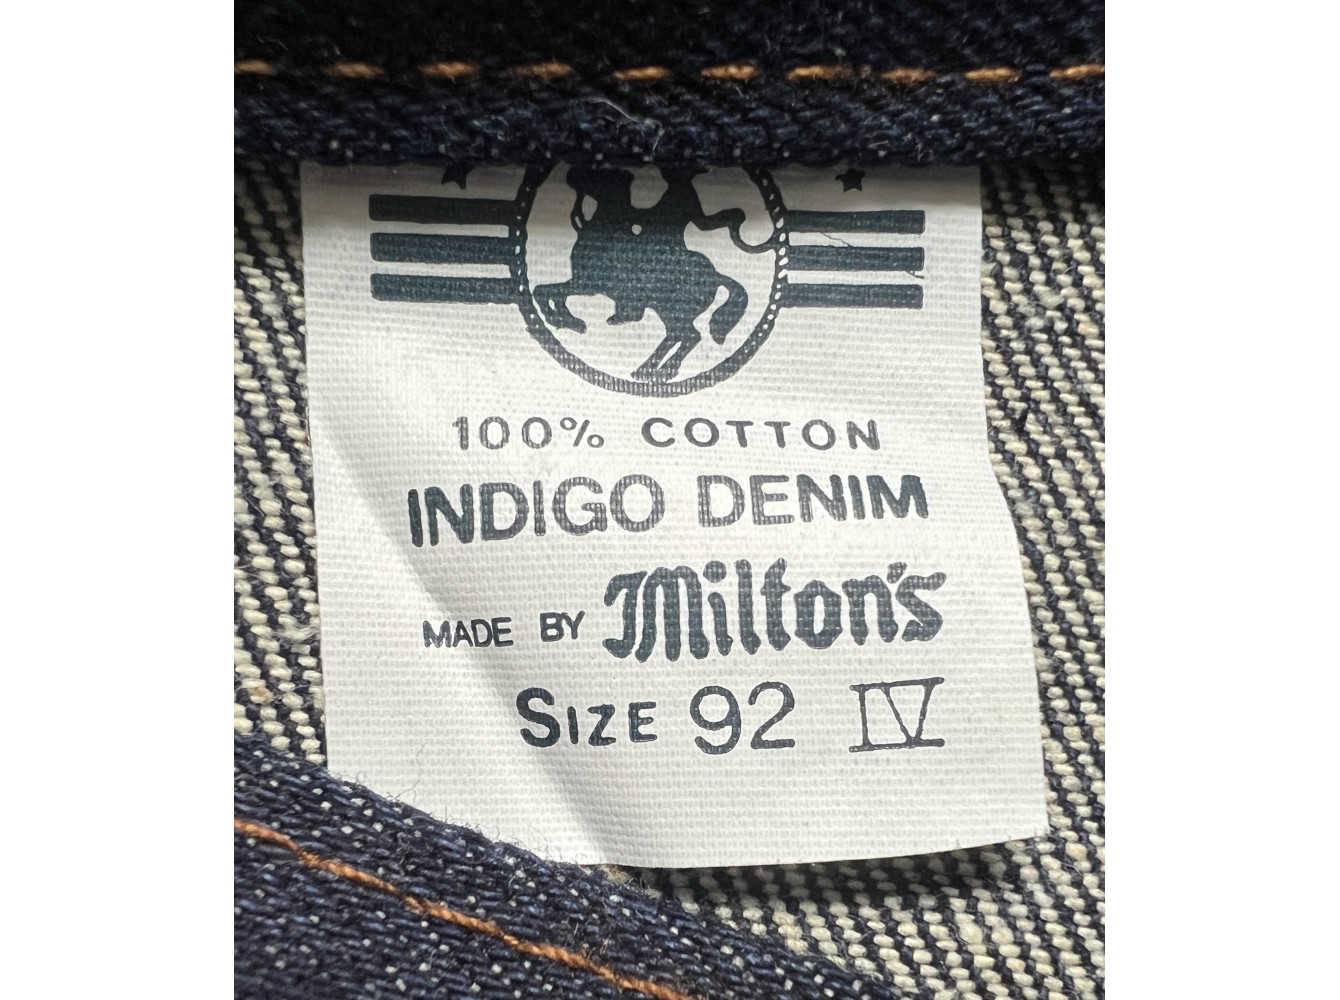 100% COTTON
INDIGO DENIM
MADE BY Milton's
SIZE 92 IV